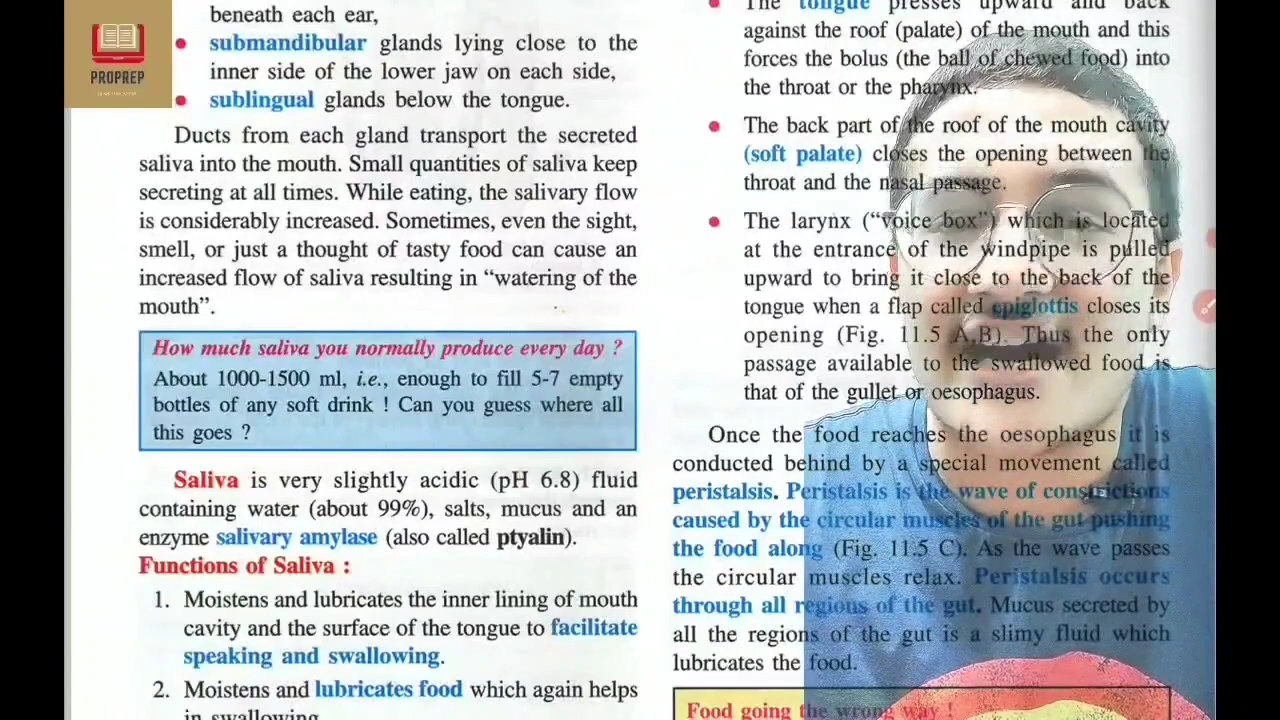 PROPREP
beneath each ear,
• submandibular glands lying close to the
inner side of the lower jaw on each side,
• sublingual glands below the tongue.
Ducts from each gland transport the secreted
saliva into the mouth. Small quantities of saliva keep
secreting at all times. While eating, the salivary flow
is considerably increased. Sometimes, even the sight,
smell, or just a thought of tasty food can cause an
increased flow of saliva resulting in “watering of the
mouth”.
How much saliva you normally produce every day ?
About 1000-1500 ml, i.e., enough to fill 5-7 empty
bottles of any soft drink ! Can you guess where all
this goes ?
Saliva is very slightly acidic (pH 6.8) fluid
containing water (about 99%), salts, mucus and an
enzyme salivary amylase (also called ptyalin).
Functions of Saliva :
1. Moistens and lubricates the inner lining of mouth
cavity and the surface of the tongue to facilitate
speaking and swallowing.
2. Moistens and lubricates food which again helps
in swallowing
• The tongue presses upward and back
against the roof (palate) of the mouth and this
forces the bolus (the ball of chewed food) into
the throat or the pharynx.
• The back part of the roof of the mouth cavity
(soft palate) closes the opening between the
throat and the nasal passage.
• The larynx (“voice box”) which is located
at the entrance of the windpipe is pulled
upward to bring it close to the back of the
tongue when a flap called epiglottis closes its
opening (Fig. 11.5 A,B). Thus the only
passage available to the swallowed food is
that of the gullet or oesophagus.
Once the food reaches the oesophagus it is
conducted behind by a special movement called
peristalsis. Peristalsis is the wave of constrictions
caused by the circular muscles of the gut pushing
the food along (Fig. 11.5 C). As the wave passes
the circular muscles relax. Peristalsis occurs
through all regions of the gut. Mucus secreted by
all the regions of the gut is a slimy fluid which
lubricates the food.
Food going the wrong way !